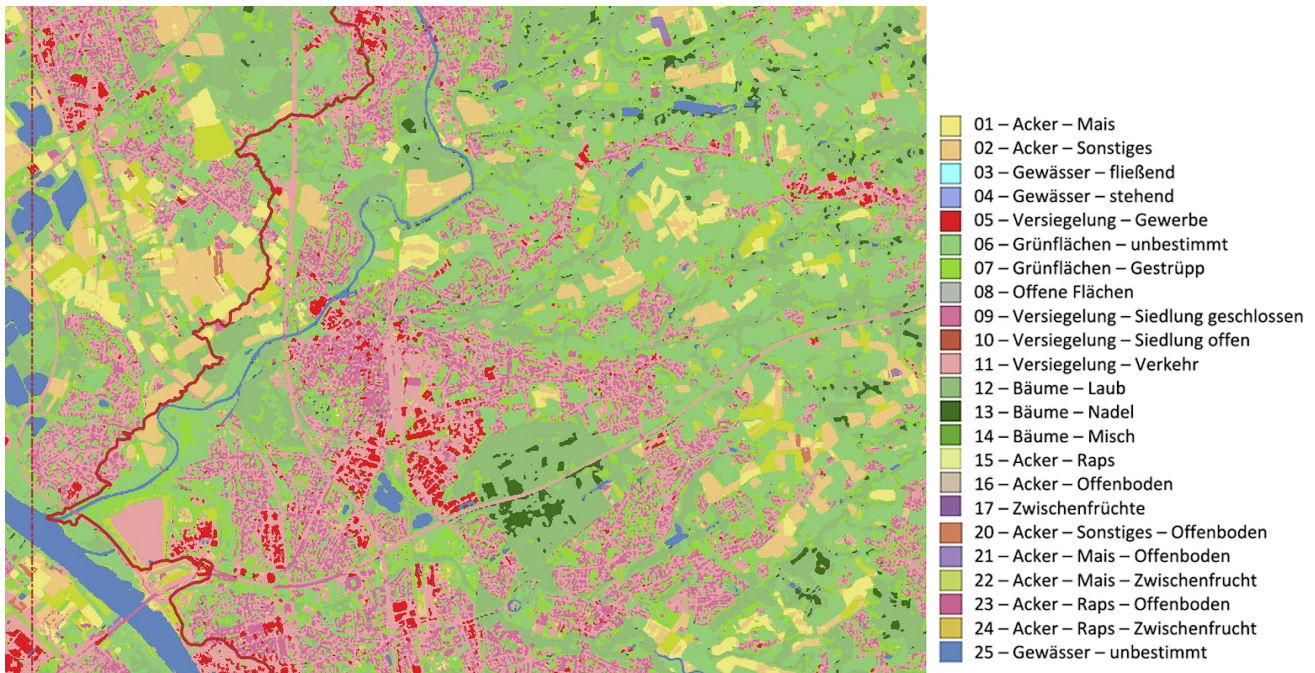 01 – Acker – Mais
02 – Acker – Sonstiges
03 – Gewässer – fließend
04 – Gewässer – stehend
05 – Versiegelung – Gewerbe
06 – Grünflächen – unbestimmt
07 – Grünflächen – Gestrüpp
08 – Offene Flächen
09 – Versiegelung – Siedlung geschlossen
10 – Versiegelung – Siedlung offen
11 – Versiegelung – Verkehr
12 – Bäume – Laub
13 – Bäume – Nadel
14 – Bäume – Misch
15 – Acker – Raps
16 – Acker – Offenboden
17 – Zwischenfrüchte
20 – Acker – Sonstiges – Offenboden
21 – Acker – Mais – Offenboden
22 – Acker – Mais – Zwischenfrucht
23 – Acker – Raps – Offenboden
24 – Acker – Raps – Zwischenfrucht
25 – Gewässer – unbestimmt